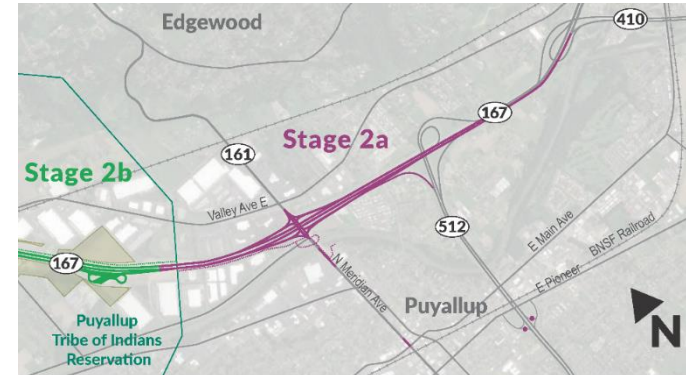 Edgewood
410
167
161
Stage 2a
Stage 2b
Valley Ave E
512
E Main Ave
BNSF Railroad
167
N Meridian Ave
E Pioneer
Puyallup
Puyallup
Tribe of Indians
Reservation
N